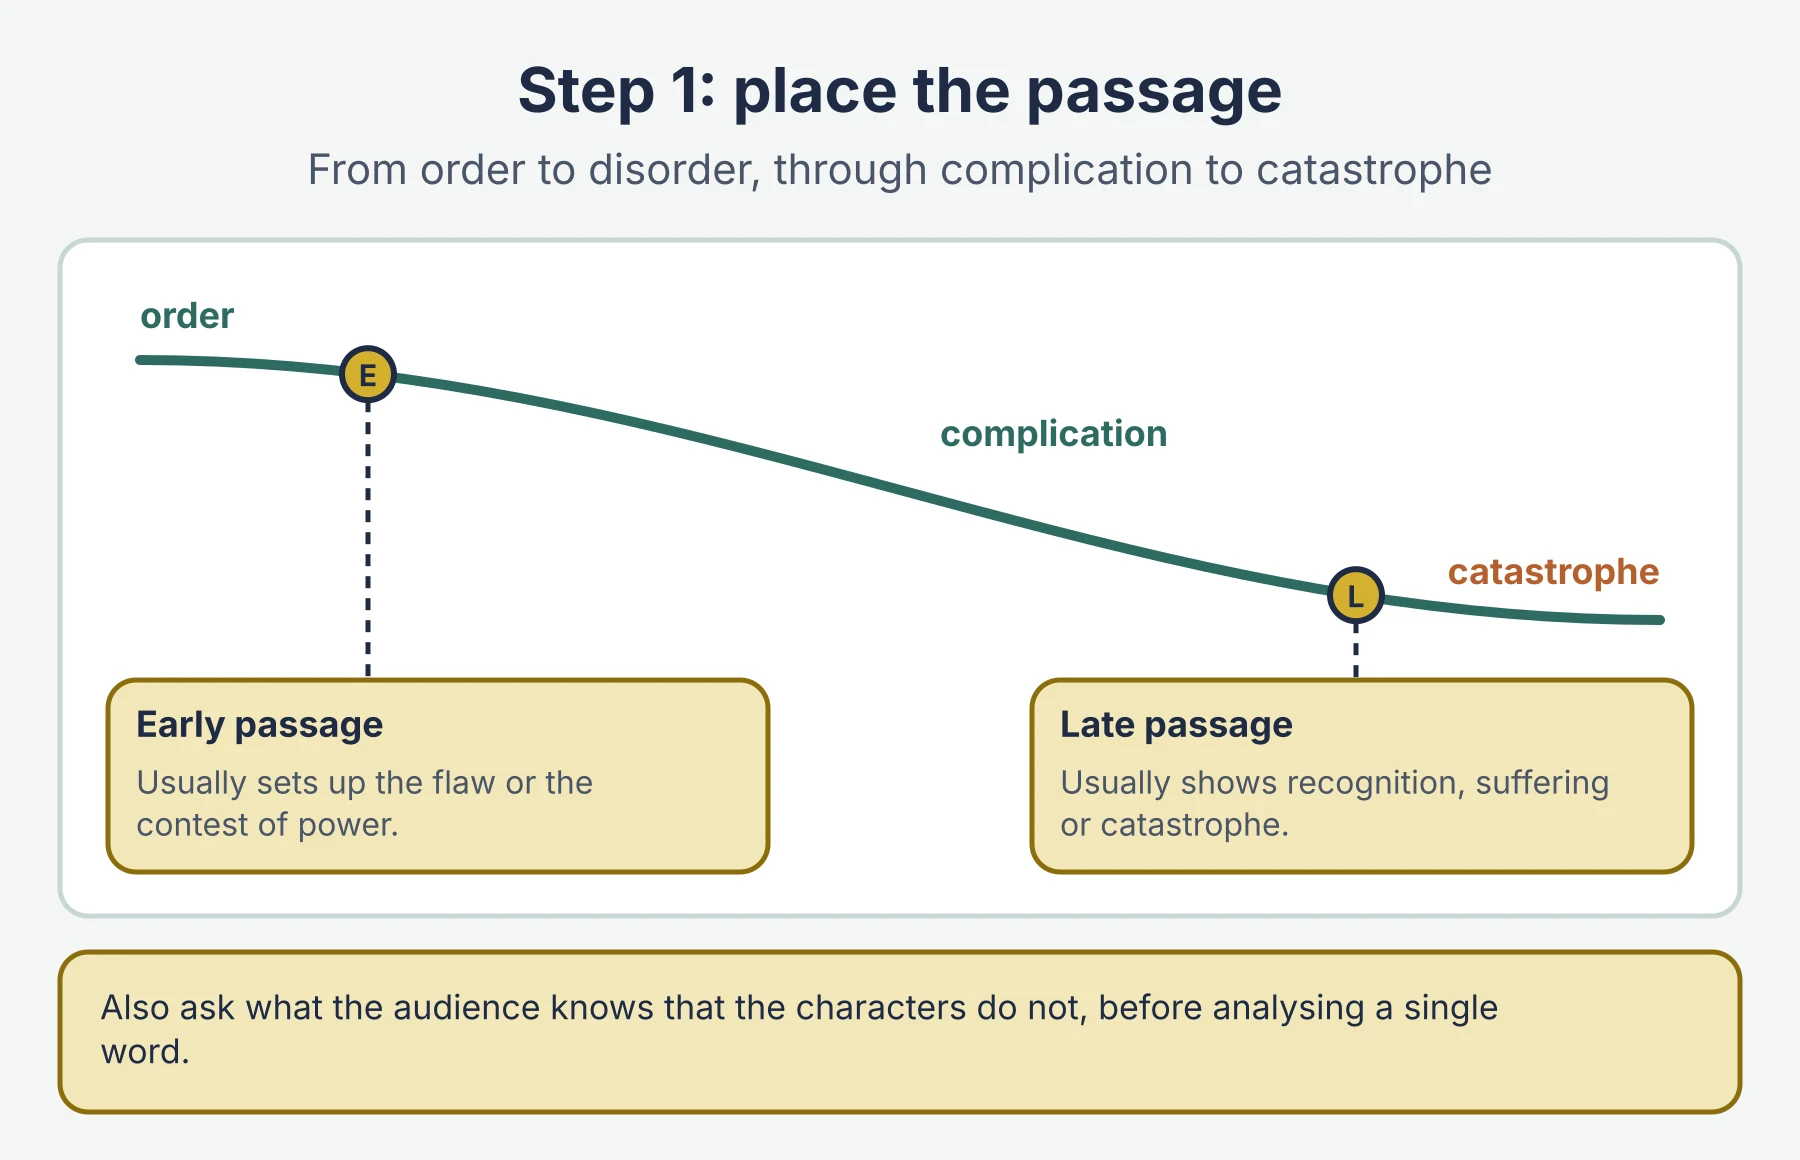 Step 1: place the passage
From order to disorder, through complication to catastrophe
order
E
complication
catastrophe
L
Early passage
Usually sets up the flaw or the
contest of power.
Late passage
Usually shows recognition, suffering
or catastrophe.
Also ask what the audience knows that the characters do not, before analysing a single
word.